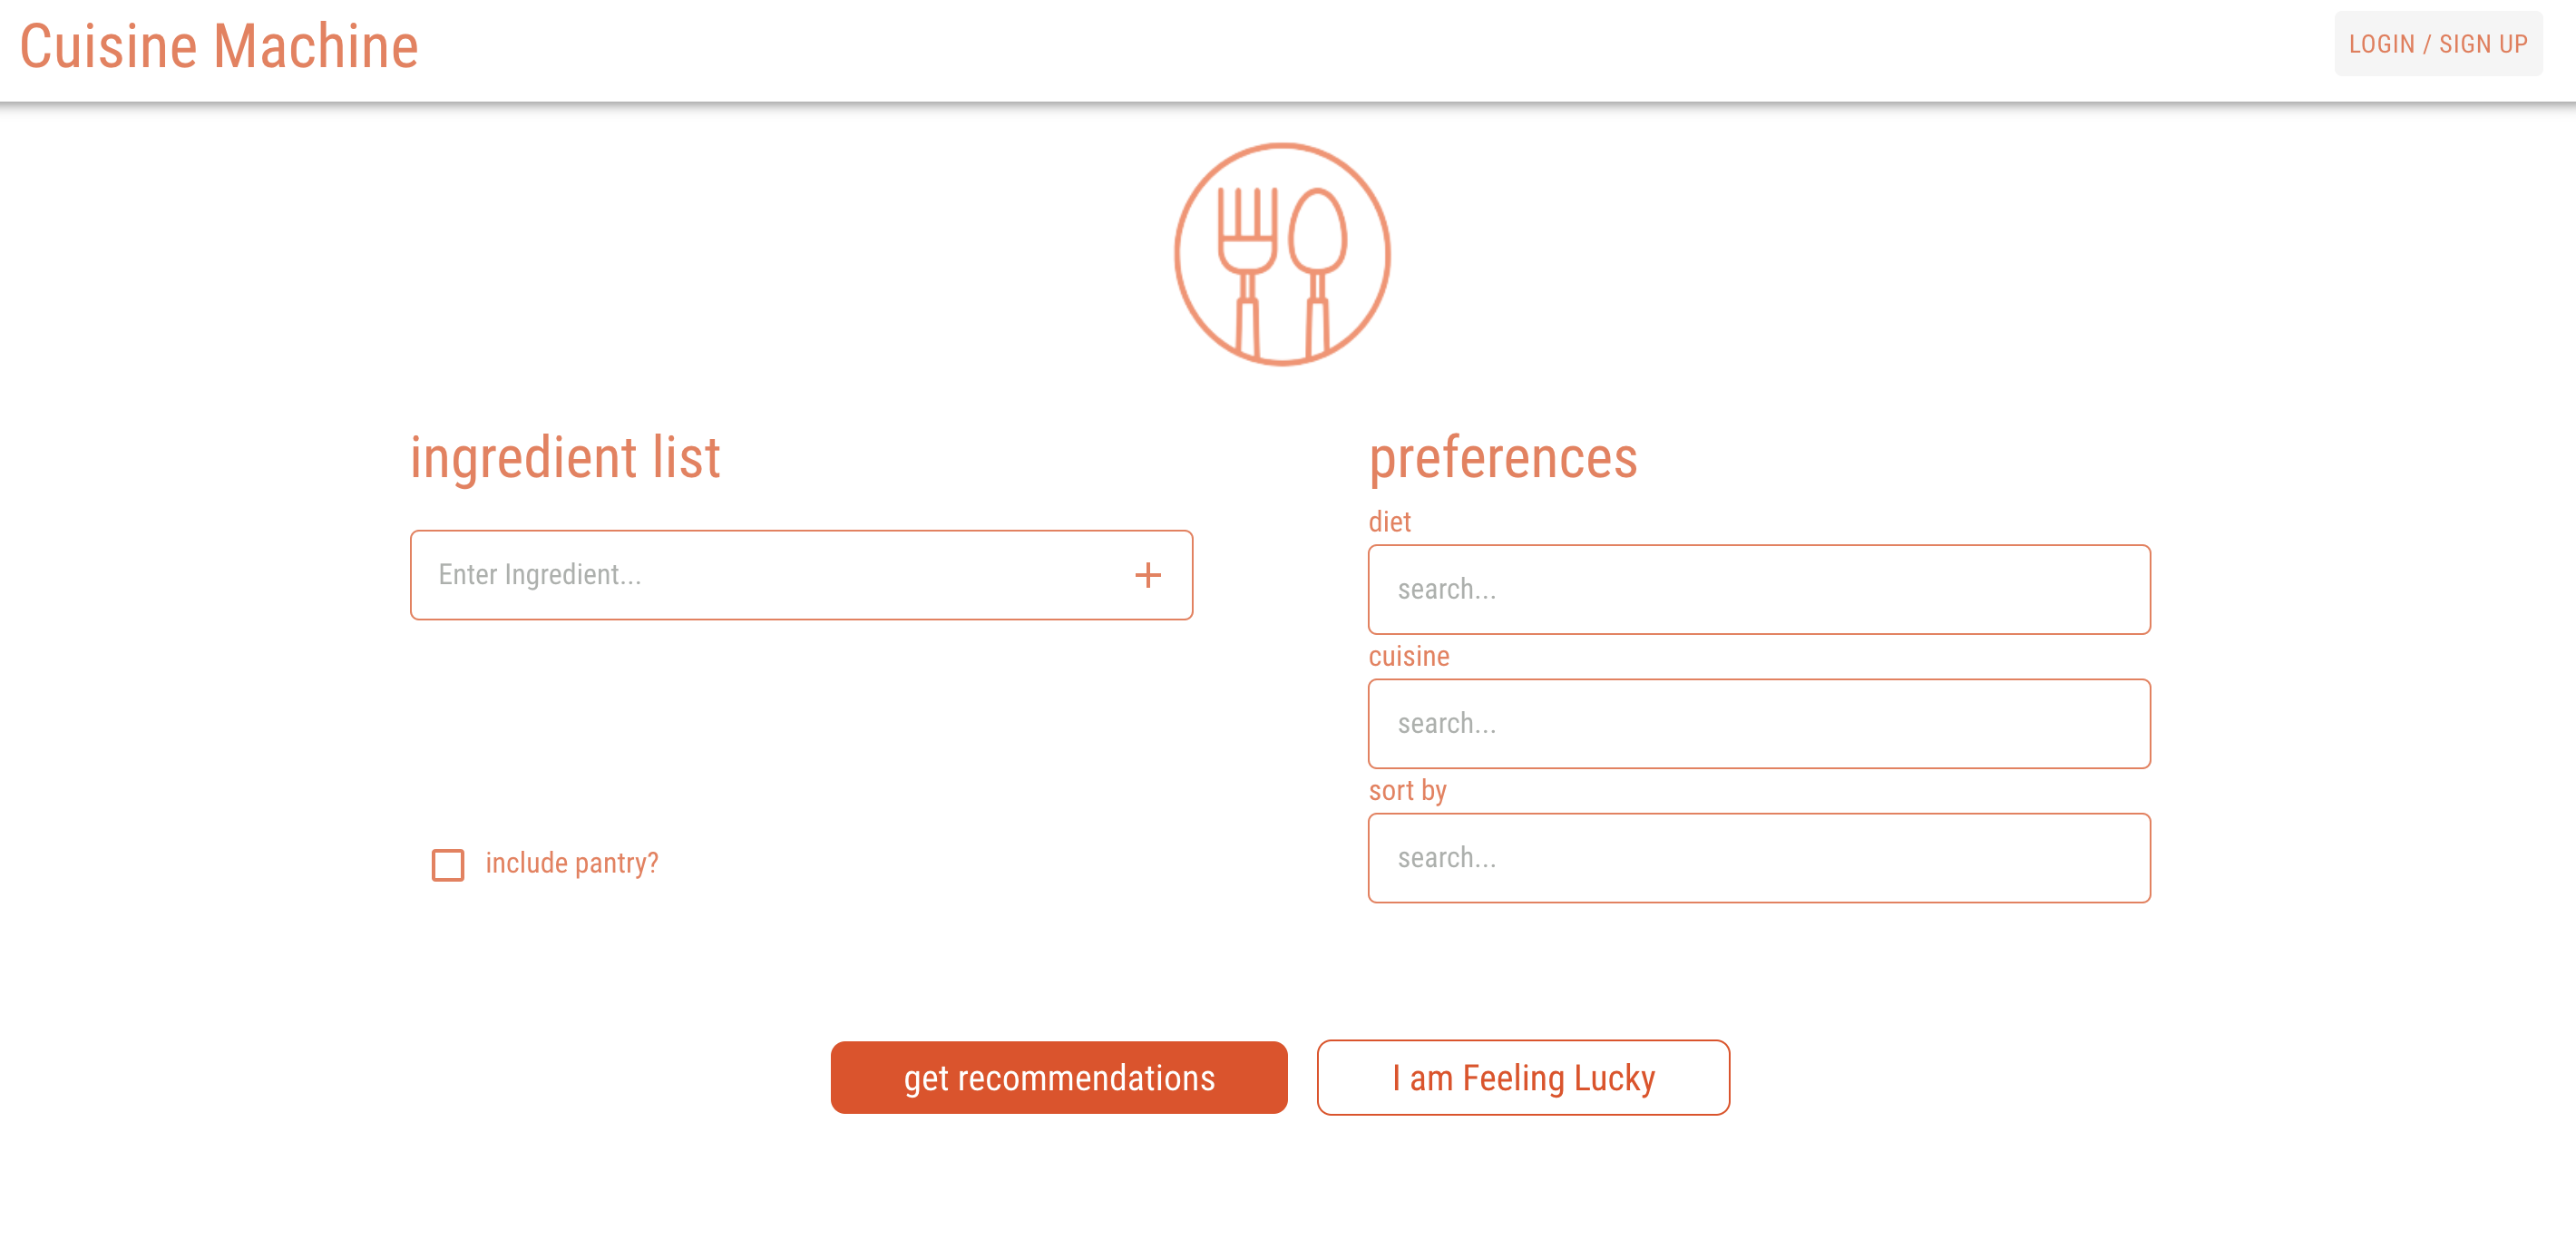 Cuisine Machine
LOGIN / SIGN UP
ingredient list
Enter Ingredient...
include pantry?
preferences
diet
search...
cuisine
search...
sort by
search...
get recommendations
I am Feeling Lucky